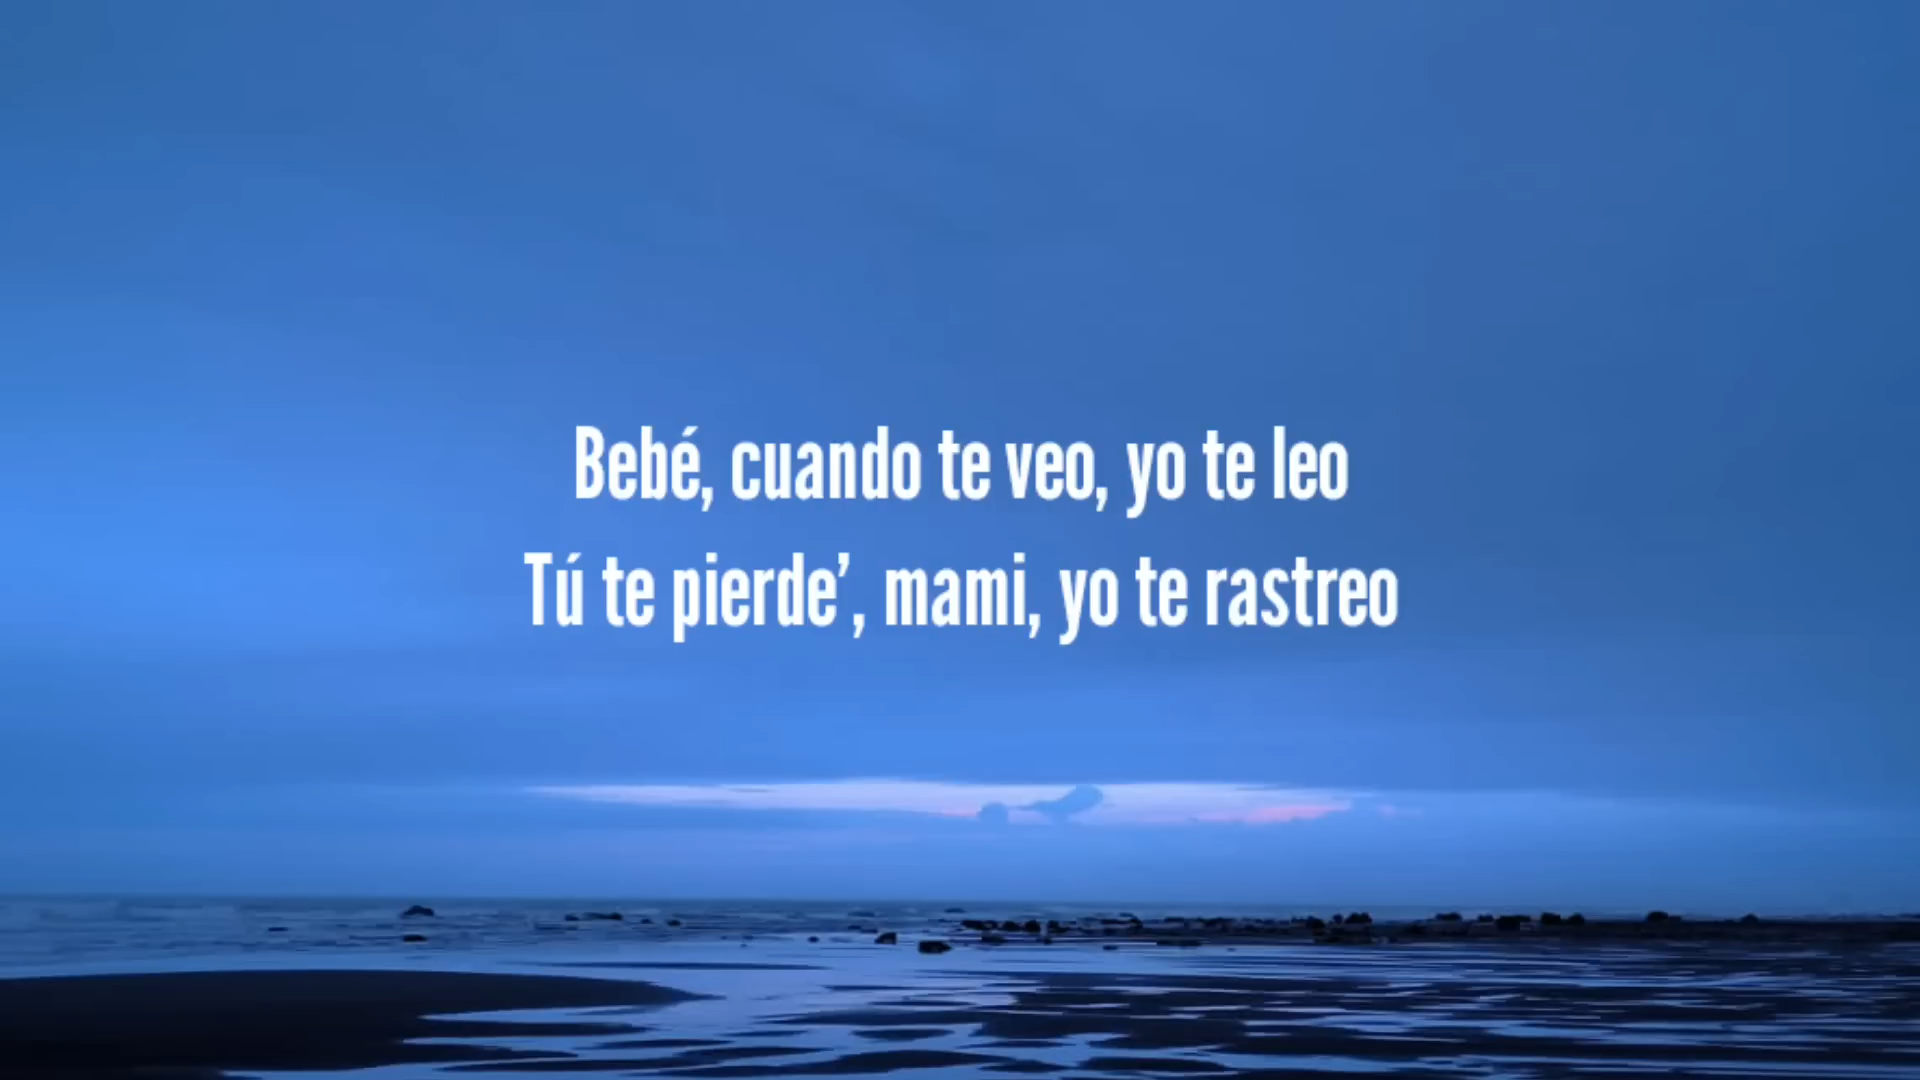 Bebé, cuando te veo, yo te leo
Tú te pierde’, mami, yo te rastreo